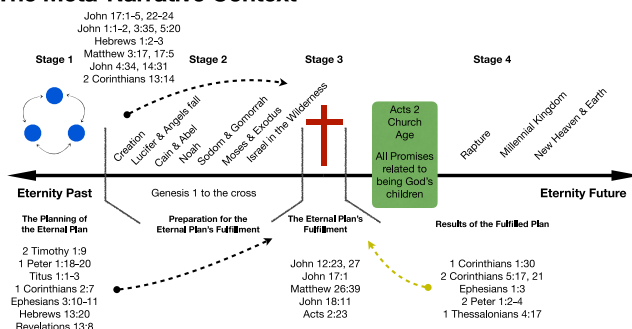 The Meta-Narrative Context
John 17:1-5, 22-24
John 1:1-2, 3:35, 5:20
Hebrews 1:2-3
Matthew 3:17, 17:5
John 4:34, 14:31
2 Corinthians 13:14
Stage 1
Stage 2
Stage 3
Stage 4
Creation
Lucifer & Angels fall
Cain & Abel
Noah
Sodom & Gomorrah
Moses & Exodus
Israel in the Wilderness
Acts 2
Church
Age
All Promises
related to
being God's
children
Rapture
Millennial Kingdom
New Heaven & Earth
Eternity Past
Genesis 1 to the cross
Eternity Future
The Planning of
the Eternal Plan
Preparation for the
Eternal Plan's Fulfillment
The Eternal Plan's
Fulfillment
Results of the Fulfilled Plan
2 Timothy 1:9
1 Peter 1:18-20
Titus 1:1-3
1 Corinthians 2:7
Ephesians 3:10-11
Hebrews 13:20
Revelations 13:8
John 12:23, 27
John 17:1
Matthew 26:39
John 18:11
Acts 2:23
1 Corinthians 1:30
2 Corinthians 5:17, 21
Ephesians 1:3
2 Peter 1:2-4
1 Thessalonians 4:17